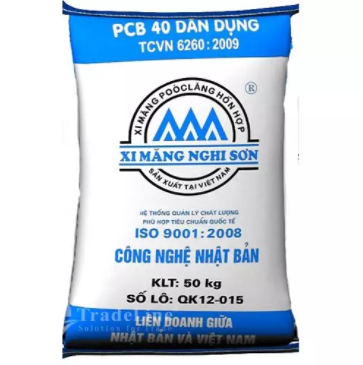 PCB 40 DÂN DỤNG
TCVN 6260:2009
XI MĂNG POÓCLĂNG HỖN HỢP
®
XI MĂNG NGHI SƠN
SẢN XUẤT TẠI VIỆT NAM
HỆ THỐNG QUẢN LÝ CHẤT LƯỢNG
PHÙ HỢP TIÊU CHUẨN QUỐC TẾ
ISO 9001:2008
CÔNG NGHỆ NHẬT BẢN
KLT: 50 kg
SỐ LÔ: QK12-015
LIÊN DOANH GIỮA
NHẬT BẢN VÀ VIỆT NAM